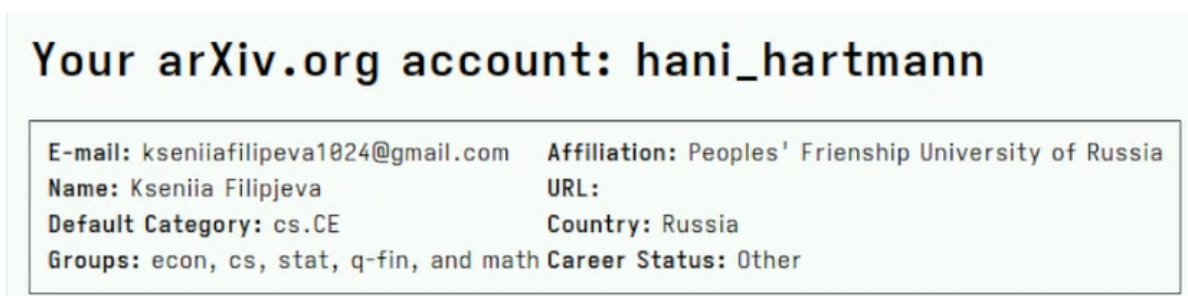 Your arXiv.org account: hani_hartmann
E-mail: kseniiafilipeva1024@gmail.com Affiliation: Peoples' Frienship University of Russia
Name: Kseniia Filipjeva URL:
Default Category: cs.CE Country: Russia
Groups: econ, cs, stat, q-fin, and math Career Status: Other